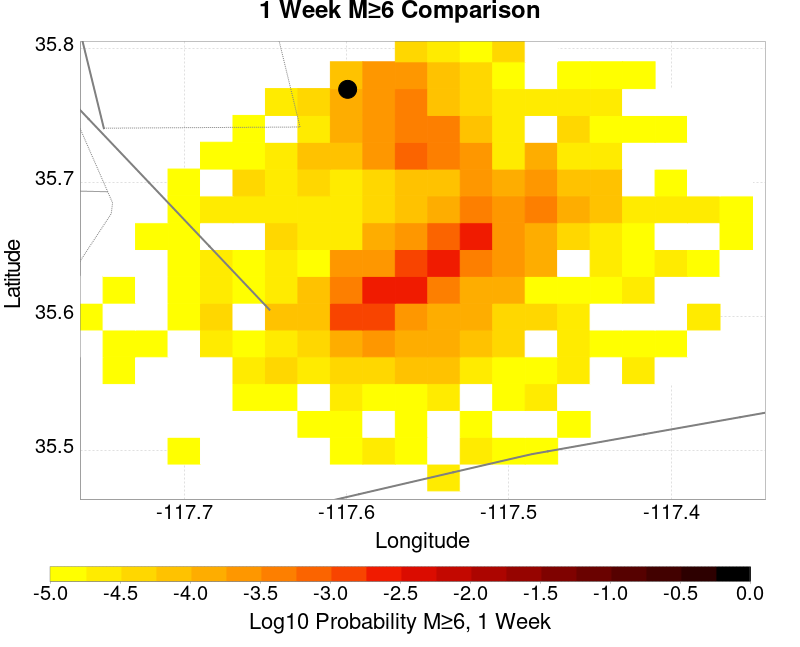 1 Week M≥6 Comparison
35.8
35.7
35.6
35.5
Latitude
-117.7 -117.6 -117.5 -117.4
Longitude
-5.0 -4.5 -4.0 -3.5 -3.0 -2.5 -2.0 -1.5 -1.0 -0.5 0.0
Log10 Probability M≥6, 1 Week